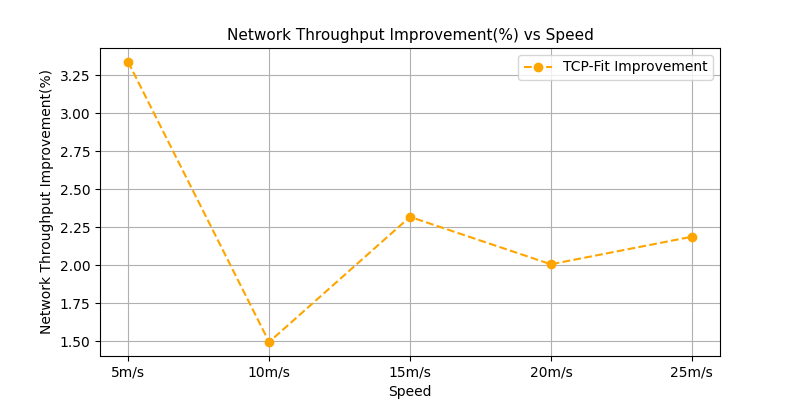 Network Throughput Improvement(%) vs Speed
TCP-Fit Improvement
Network Throughput Improvement(%)
3.25
3.00
2.75
2.50
2.25
2.00
1.75
1.50
5m/s 10m/s 15m/s 20m/s 25m/s
Speed